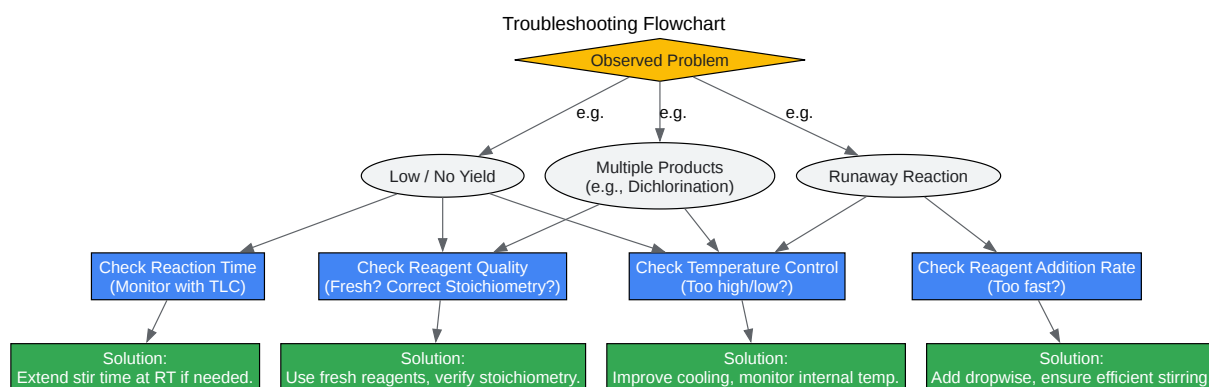 Troubleshooting Flowchart
Observed Problem
e.g.
e.g.
e.g.
Low / No Yield
Multiple Products
(e.g., Dichlorination)
Runaway Reaction
Check Reaction Time
(Monitor with TLC)
Check Reagent Quality
(Fresh? Correct Stoichiometry?)
Check Temperature Control
(Too high/low?)
Check Reagent Addition Rate
(Too fast?)
Solution:
Extend stir time at RT if needed.
Solution:
Use fresh reagents, verify stoichiometry.
Solution:
Improve cooling, monitor internal temp.
Solution:
Add dropwise, ensure efficient stirring